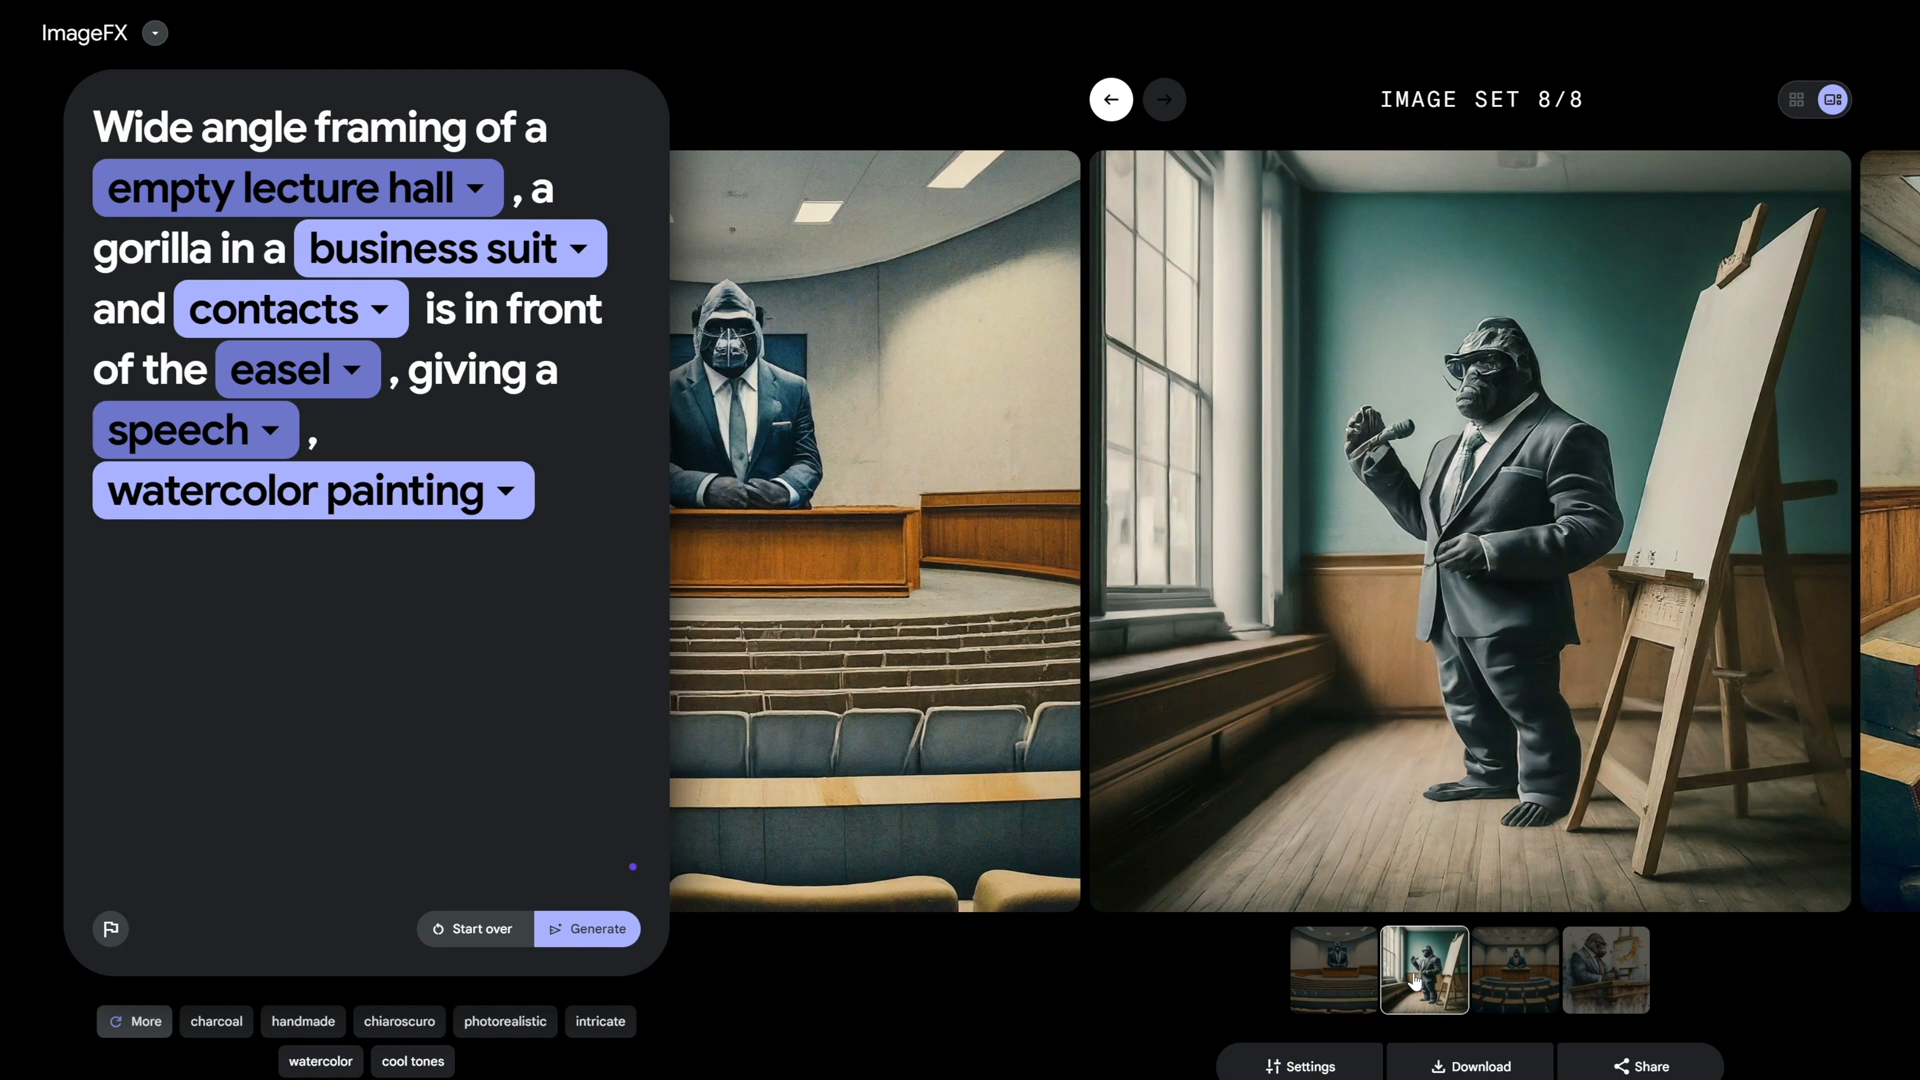 ImageFX
Wide angle framing of a
empty lecture hall , a
gorilla in a business suit
and contacts is in front
of the easel , giving a
speech ,
watercolor painting
Start over
Generate
More
charcoal
handmade
chiaroscuro
photorealistic
intricate
watercolor
cool tones
IMAGE SET 8/8
Settings
Download
Share